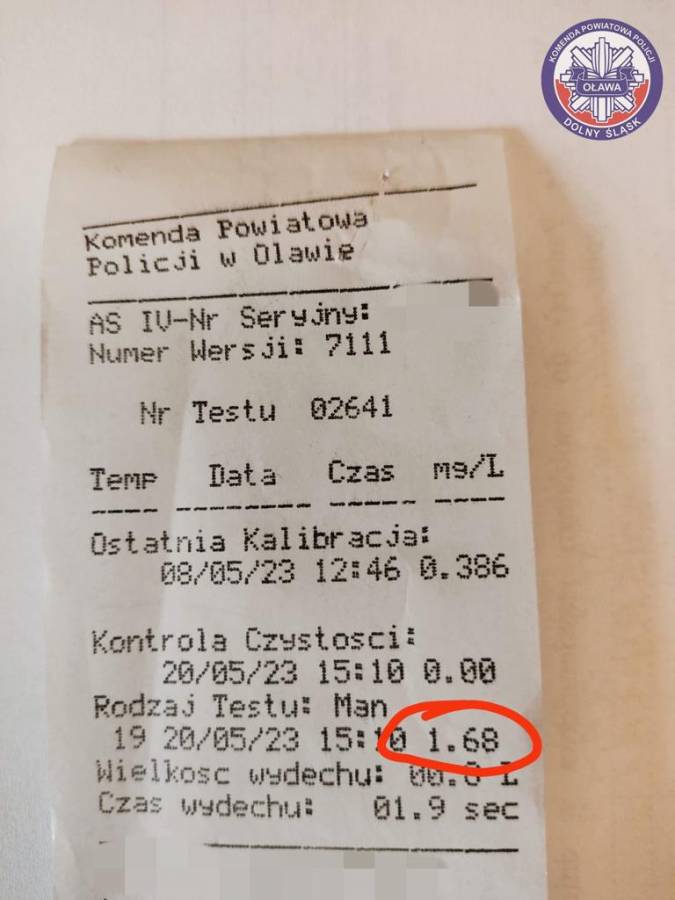 KOMENDA POWIATOWA POLICJI
OŁAWA
DOLNY ŚLĄSK
Komenda Powiatowa
Policji w Olawie
AS IV-Nr Seryjny:
Numer Wersji: 7111
Nr Testu 02641
Temp Data Czas mg/L
---- -------- ----- ----
Ostatnia Kalibracja:
08/05/23 12:46 0.386
Kontrola Czystosci:
20/05/23 15:10 0.00
Rodzaj Testu: Man
19 20/05/23 15:10 1.68
Wielkosc wydechu: L
Czas wydechu: 01.9 sec